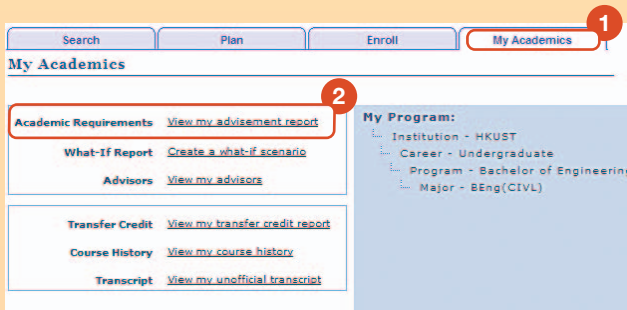 1
Search Plan Enroll My Academics
My Academics
2
Academic Requirements View my advisement report
What-If Report Create a what-if scenario
Advisors View my advisors
Transfer Credit View my transfer credit report
Course History View my course history
Transcript View my unofficial transcript
My Program:
Institution - HKUST
Career - Undergraduate
Program - Bachelor of Engineering
Major - BEng(CIVL)